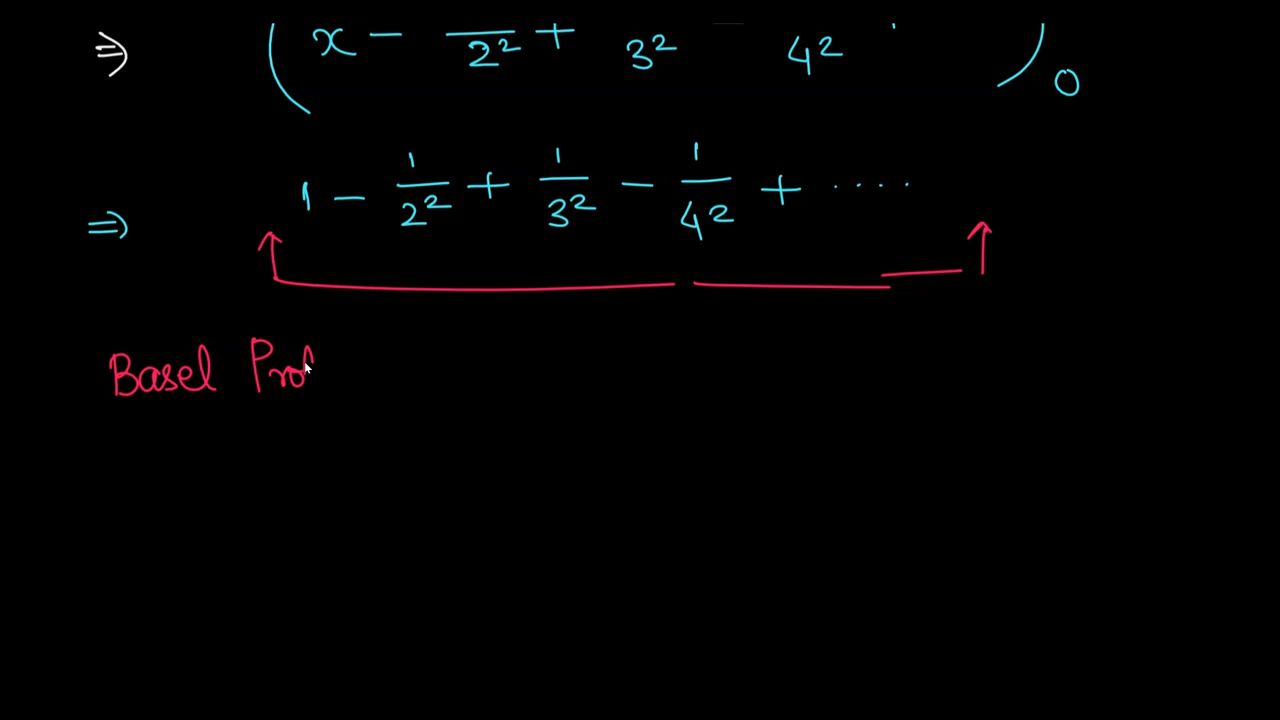 ⇒ ( x - — 2² + 3² 4² . )₀
⇒ 1 - 1/2² + 1/3² - 1/4² + ....
Basel Pro